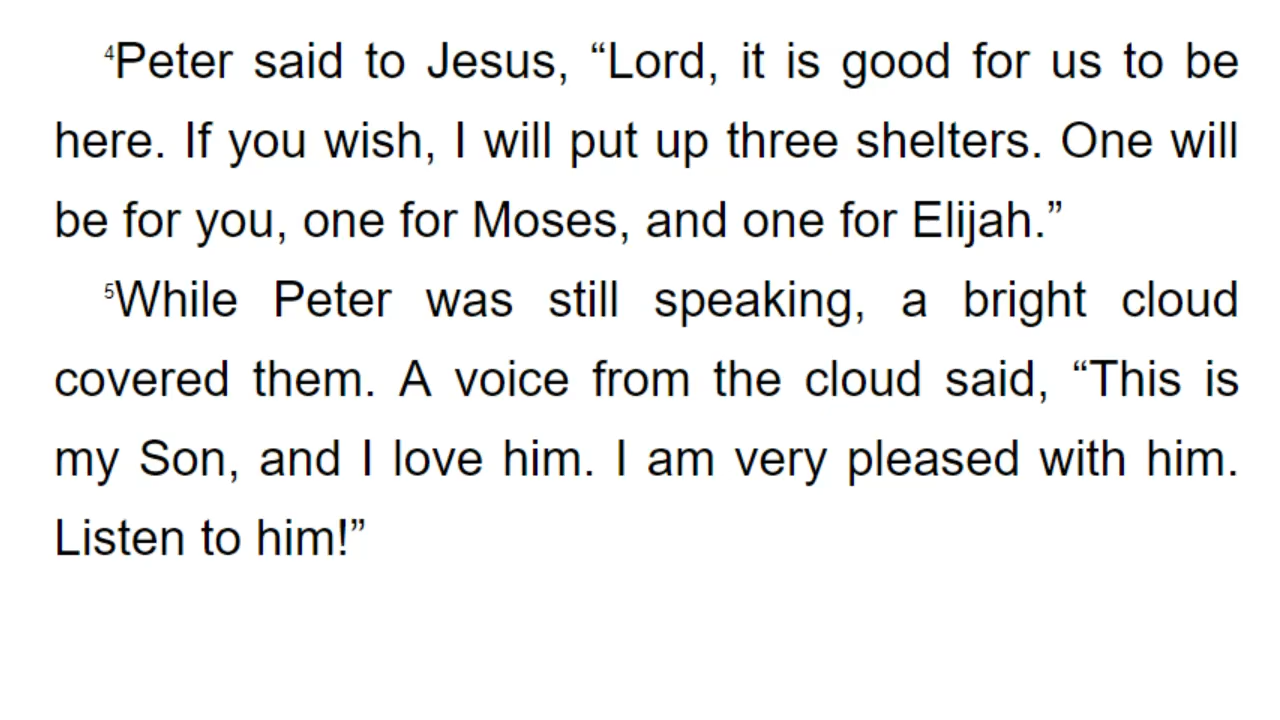 ⁴Peter said to Jesus, “Lord, it is good for us to be
here. If you wish, I will put up three shelters. One will
be for you, one for Moses, and one for Elijah.”
⁵While Peter was still speaking, a bright cloud
covered them. A voice from the cloud said, “This is
my Son, and I love him. I am very pleased with him.
Listen to him!”